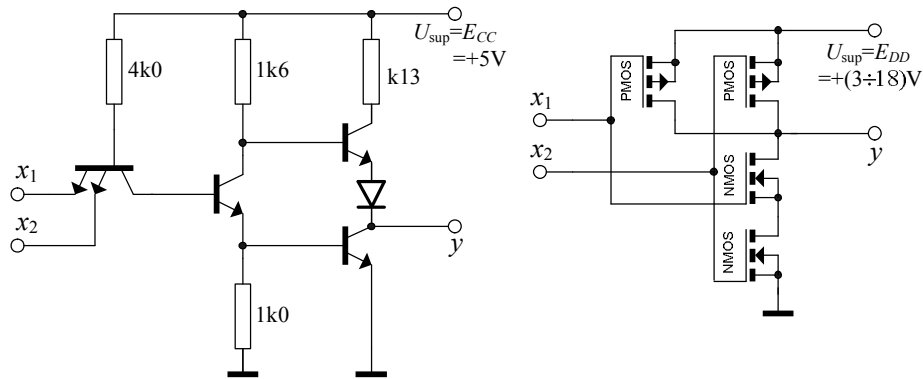 4k0
1k6
k13
U_sup=E_CC
=+5V
x₁
x₂
y
1k0
U_sup=E_DD
=+(3÷18)V
PMOS
PMOS
x₁
x₂
y
NMOS
NMOS